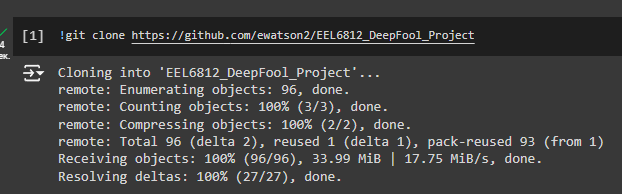 4
ек.
[1] !git clone https://github.com/ewatson2/EEL6812_DeepFool_Project
Cloning into 'EEL6812_DeepFool_Project'...
remote: Enumerating objects: 96, done.
remote: Counting objects: 100% (3/3), done.
remote: Compressing objects: 100% (2/2), done.
remote: Total 96 (delta 2), reused 1 (delta 1), pack-reused 93 (from 1)
Receiving objects: 100% (96/96), 33.99 MiB | 17.75 MiB/s, done.
Resolving deltas: 100% (27/27), done.